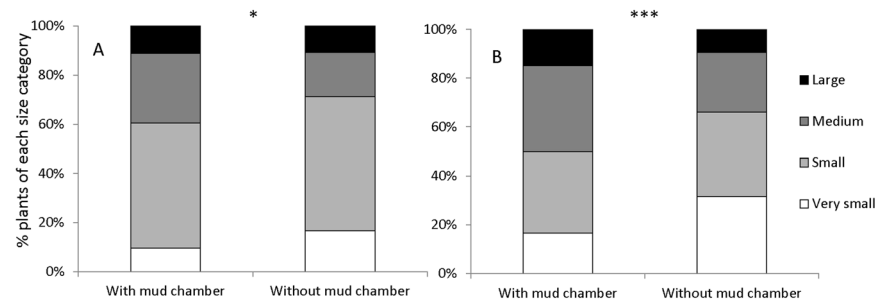 % plants of each size category
100%
80%
60%
40%
20%
0%
A
*
With mud chamber
Without mud chamber
100%
80%
60%
40%
20%
0%
B
***
With mud chamber
Without mud chamber
Large
Medium
Small
Very small